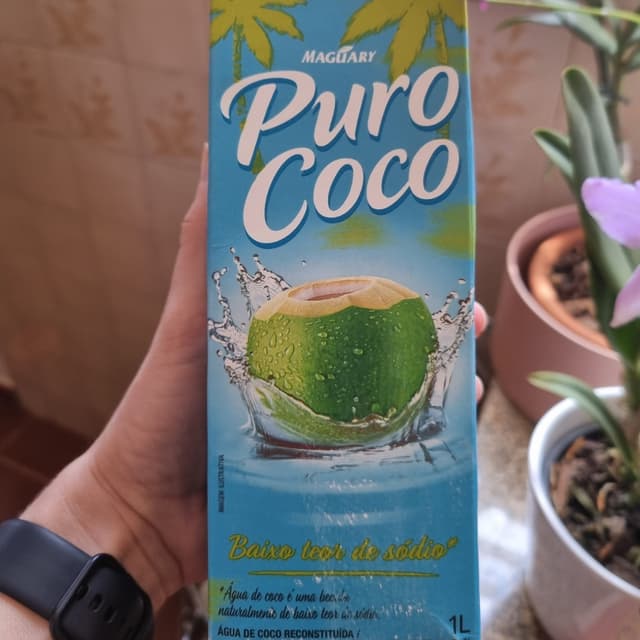 MAGUARY
Puro
Coco
IMAGEM ILUSTRATIVA
Baixo teor de sódio*
*Água de coco é uma bebida
naturalmente de baixo teor de sódio.
ÁGUA DE COCO RECONSTITUÍDA /
1L